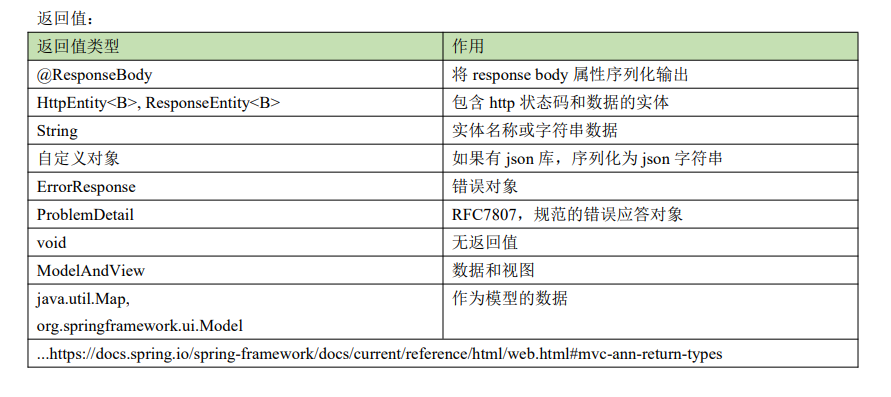 返回值：
返回值类型 作用
@ResponseBody 将 response body 属性序列化输出
HttpEntity<B>, ResponseEntity<B> 包含 http 状态码和数据的实体
String 实体名称或字符串数据
自定义对象 如果有 json 库，序列化为 json 字符串
ErrorResponse 错误对象
ProblemDetail RFC7807，规范的错误应答对象
void 无返回值
ModelAndView 数据和视图
java.util.Map, 作为模型的数据
org.springframework.ui.Model
...https://docs.spring.io/spring-framework/docs/current/reference/html/web.html#mvc-ann-return-types